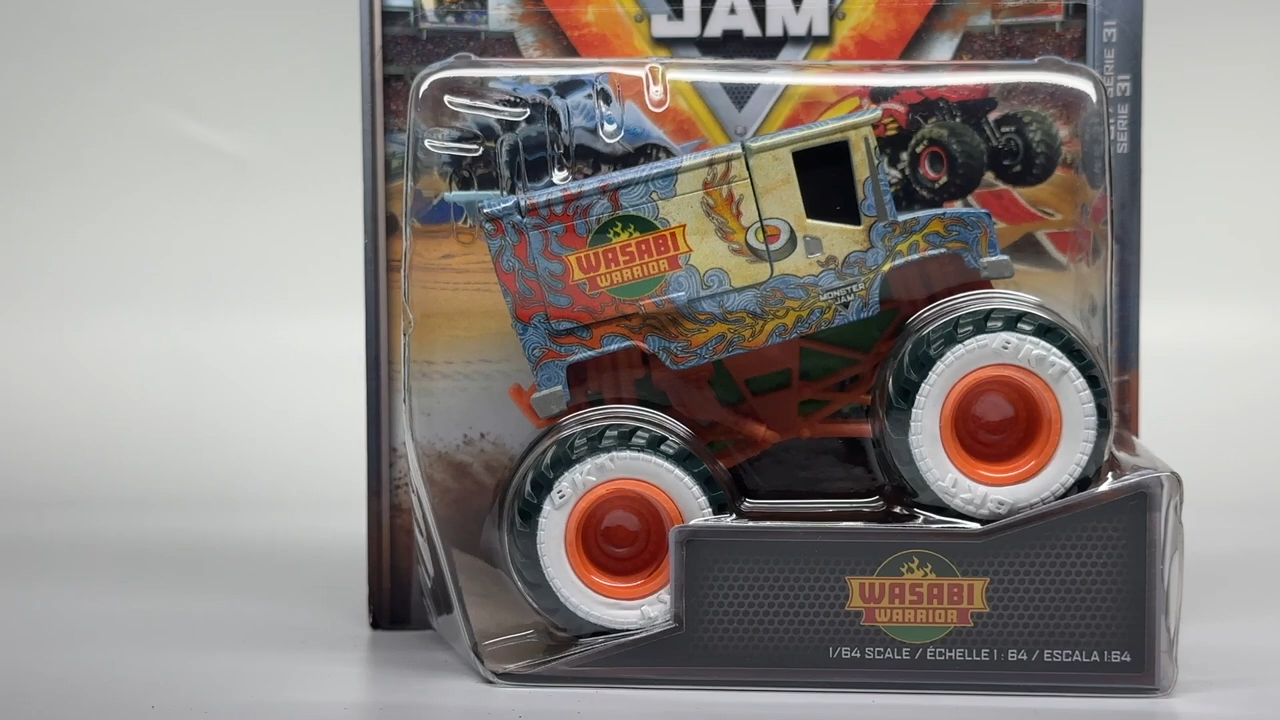 JAM
SÉRIE 31
SERIE 31
WASABI
WARRIOR
MONSTER
JAM
BKT
BKT
BKT
WASABI
WARRIOR
1/64 SCALE / ÉCHELLE 1 : 64 / ESCALA 1:64